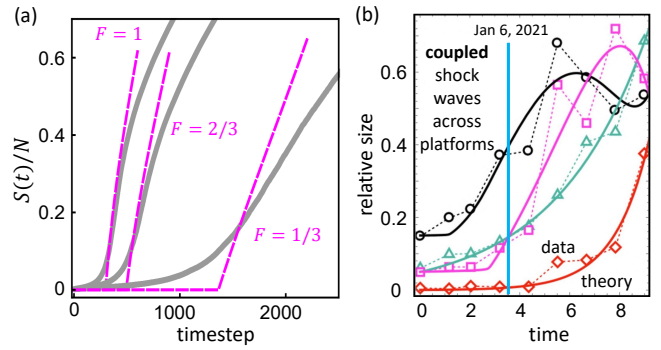 (a)
F = 1
F = 2/3
F = 1/3
S(t)/N
0.6
0.4
0.2
0
0
1000
2000
timestep
(b)
Jan 6, 2021
coupled
shock
waves
across
platforms
data
theory
relative size
0.6
0.2
0
0
2
4
6
8
time